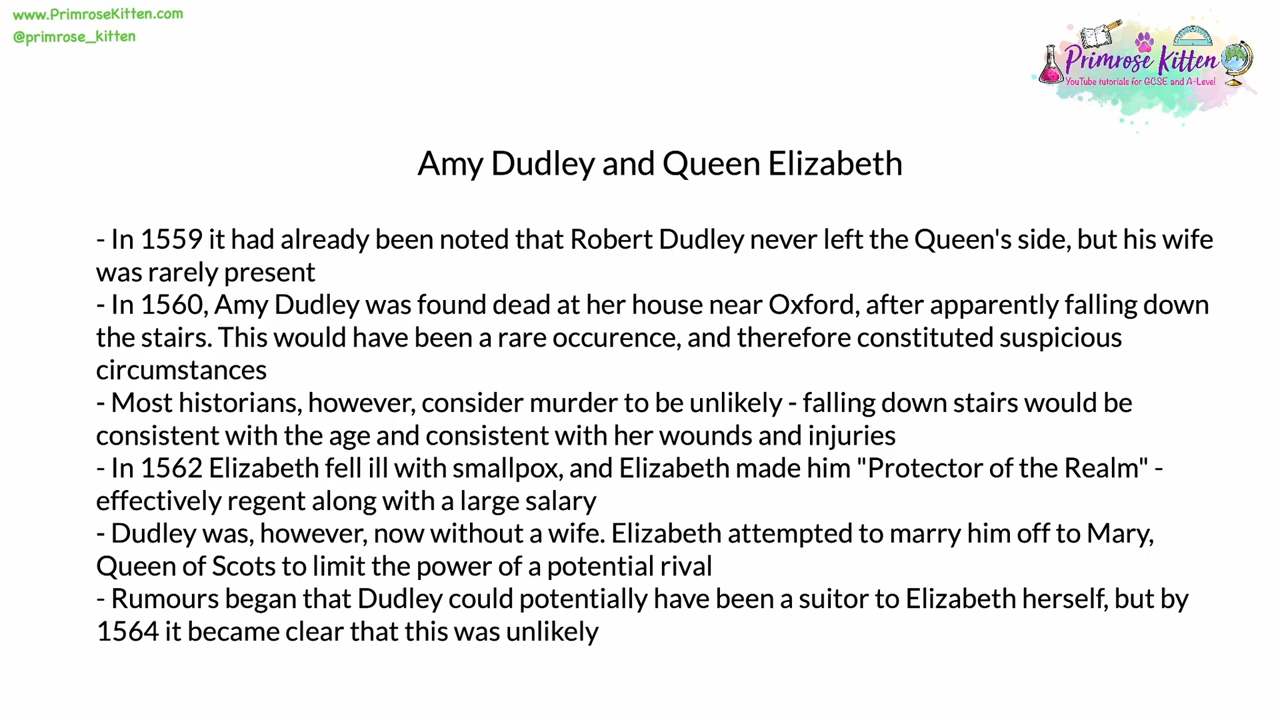 www.PrimroseKitten.com
@primrose_kitten
Primrose Kitten
YouTube tutorials for GCSE and A-Level
Amy Dudley and Queen Elizabeth
- In 1559 it had already been noted that Robert Dudley never left the Queen's side, but his wife
was rarely present
- In 1560, Amy Dudley was found dead at her house near Oxford, after apparently falling down
the stairs. This would have been a rare occurence, and therefore constituted suspicious
circumstances
- Most historians, however, consider murder to be unlikely - falling down stairs would be
consistent with the age and consistent with her wounds and injuries
- In 1562 Elizabeth fell ill with smallpox, and Elizabeth made him "Protector of the Realm" -
effectively regent along with a large salary
- Dudley was, however, now without a wife. Elizabeth attempted to marry him off to Mary,
Queen of Scots to limit the power of a potential rival
- Rumours began that Dudley could potentially have been a suitor to Elizabeth herself, but by
1564 it became clear that this was unlikely